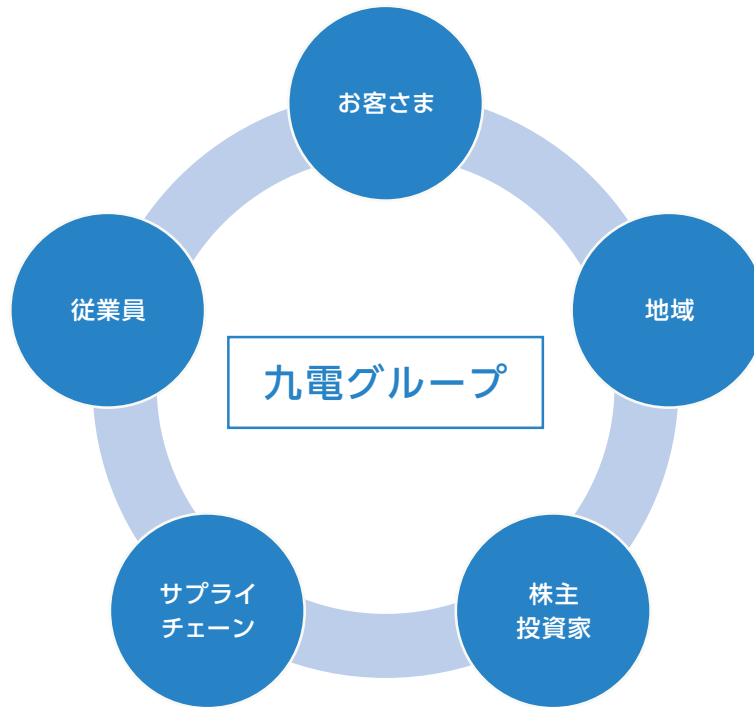 お客さま
従業員
地域
九電グループ
サプライ
チェーン
株主
投資家